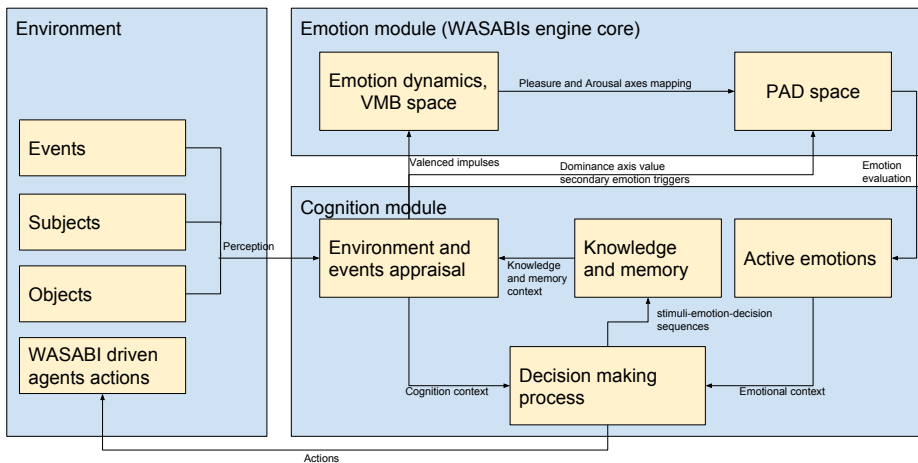 Environment
Events
Subjects
Objects
WASABI driven
agents actions
Perception
Emotion module (WASABIs engine core)
Emotion dynamics,
VMB space
Pleasure and Arousal axes mapping
PAD space
Valenced impulses
Dominance axis value
secondary emotion triggers
Emotion
evaluation
Cognition module
Environment and
events appraisal
Knowledge
and memory
context
Knowledge
and memory
Active emotions
stimuli-emotion-decision
sequences
Cognition context
Decision making
process
Emotional context
Actions